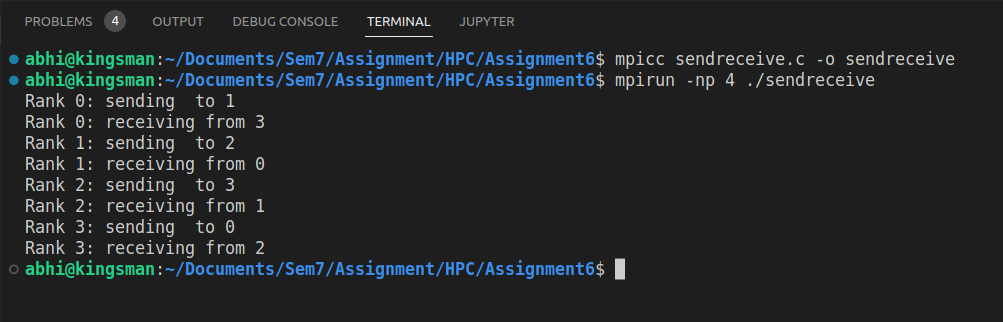 PROBLEMS 4 OUTPUT DEBUG CONSOLE TERMINAL JUPYTER
abhi@kingsman:~/Documents/Sem7/Assignment/HPC/Assignment6$ mpicc sendreceive.c -o sendreceive
abhi@kingsman:~/Documents/Sem7/Assignment/HPC/Assignment6$ mpirun -np 4 ./sendreceive
Rank 0: sending  to 1
Rank 0: receiving from 3
Rank 1: sending  to 2
Rank 1: receiving from 0
Rank 2: sending  to 3
Rank 2: receiving from 1
Rank 3: sending  to 0
Rank 3: receiving from 2
abhi@kingsman:~/Documents/Sem7/Assignment/HPC/Assignment6$